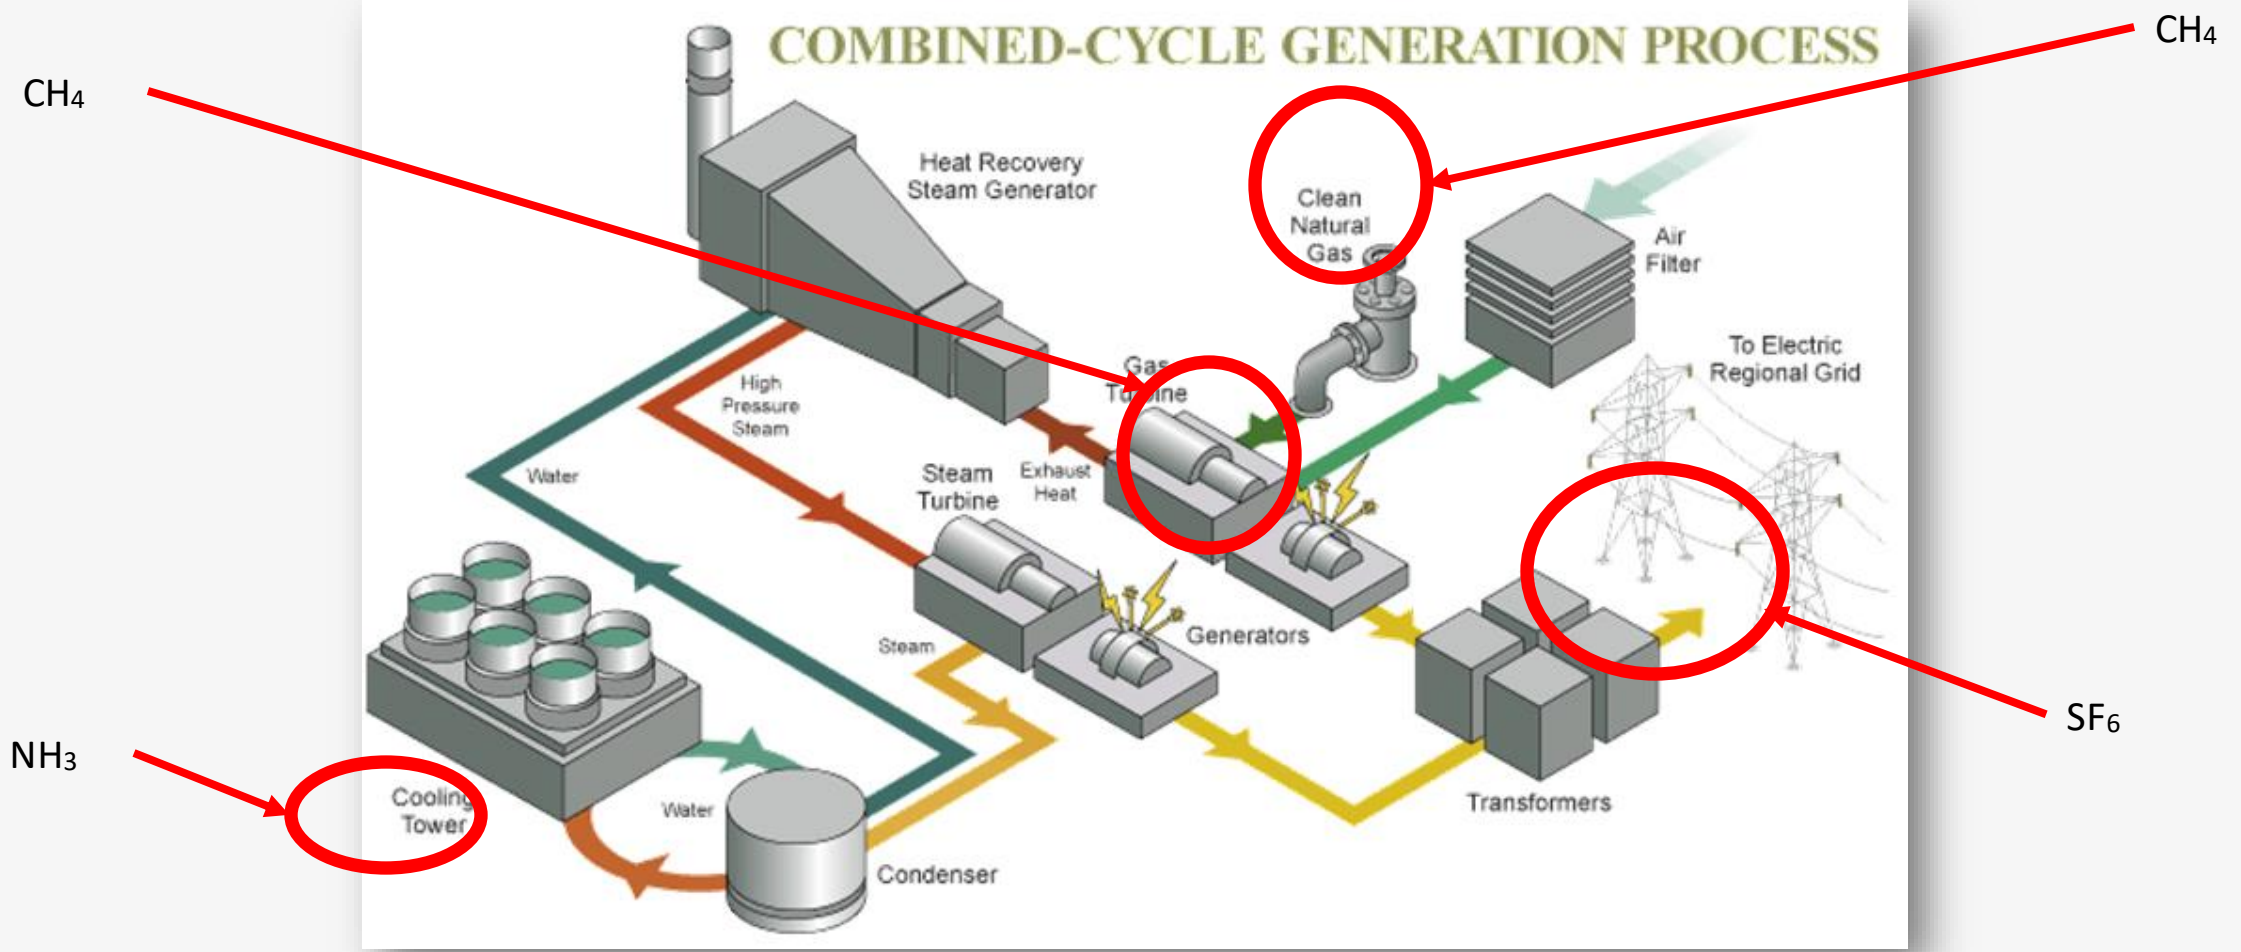 COMBINED-CYCLE GENERATION PROCESS
CH₄
CH₄
Heat Recovery
Steam Generator
Clean
Natural
Gas
Air
Filter
To Electric
Regional Grid
Gas
Turbine
High
Pressure
Steam
Water
Steam
Turbine
Exhaust
Heat
Generators
Steam
SF₆
NH₃
Cooling
Tower
Water
Transformers
Condenser